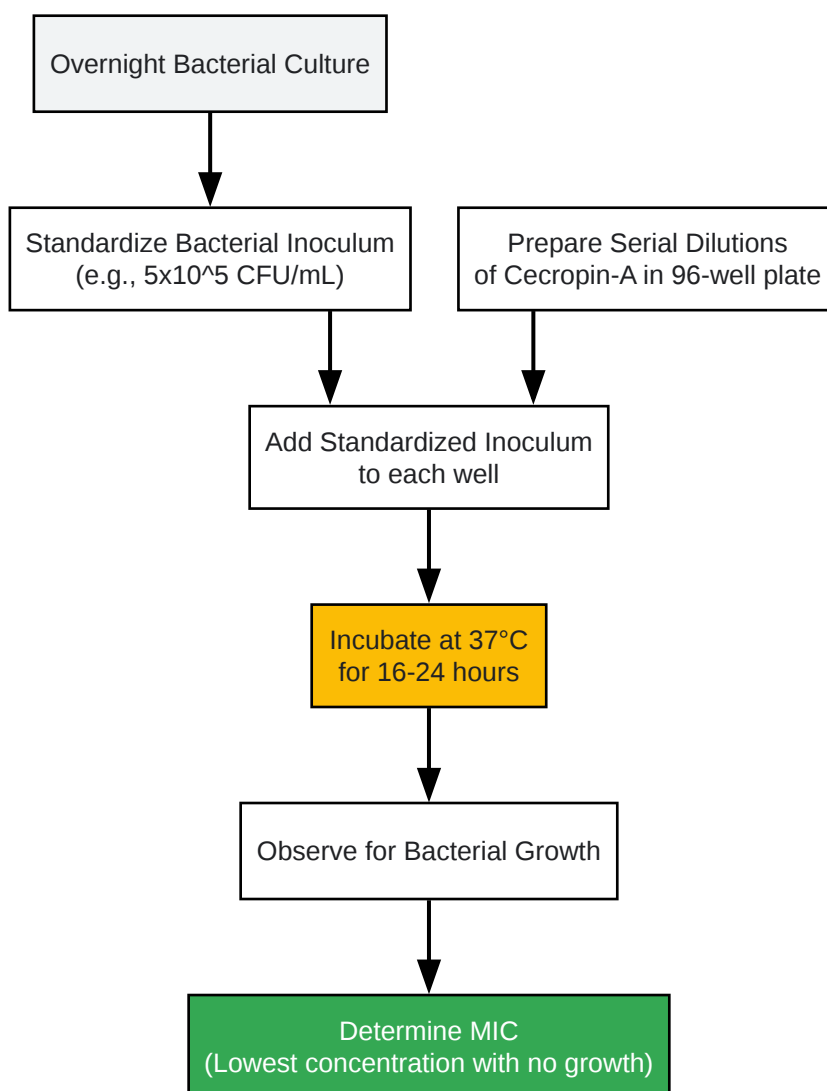 Overnight Bacterial Culture
Standardize Bacterial Inoculum
(e.g., 5x10^5 CFU/mL)
Prepare Serial Dilutions
of Cecropin-A in 96-well plate
Add Standardized Inoculum
to each well
Incubate at 37°C
for 16-24 hours
Observe for Bacterial Growth
Determine MIC
(Lowest concentration with no growth)